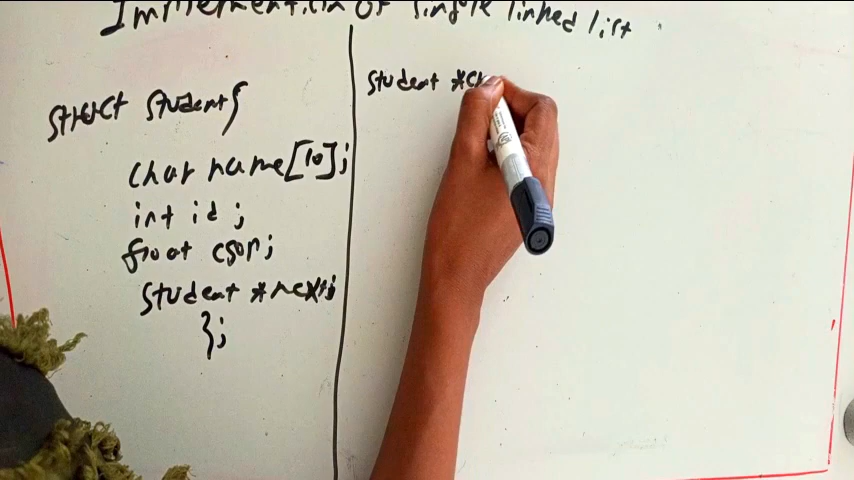 Implementation of single linked list
struct student{
char name[10];
int id;
float cgpa;
student *next;
};
student *